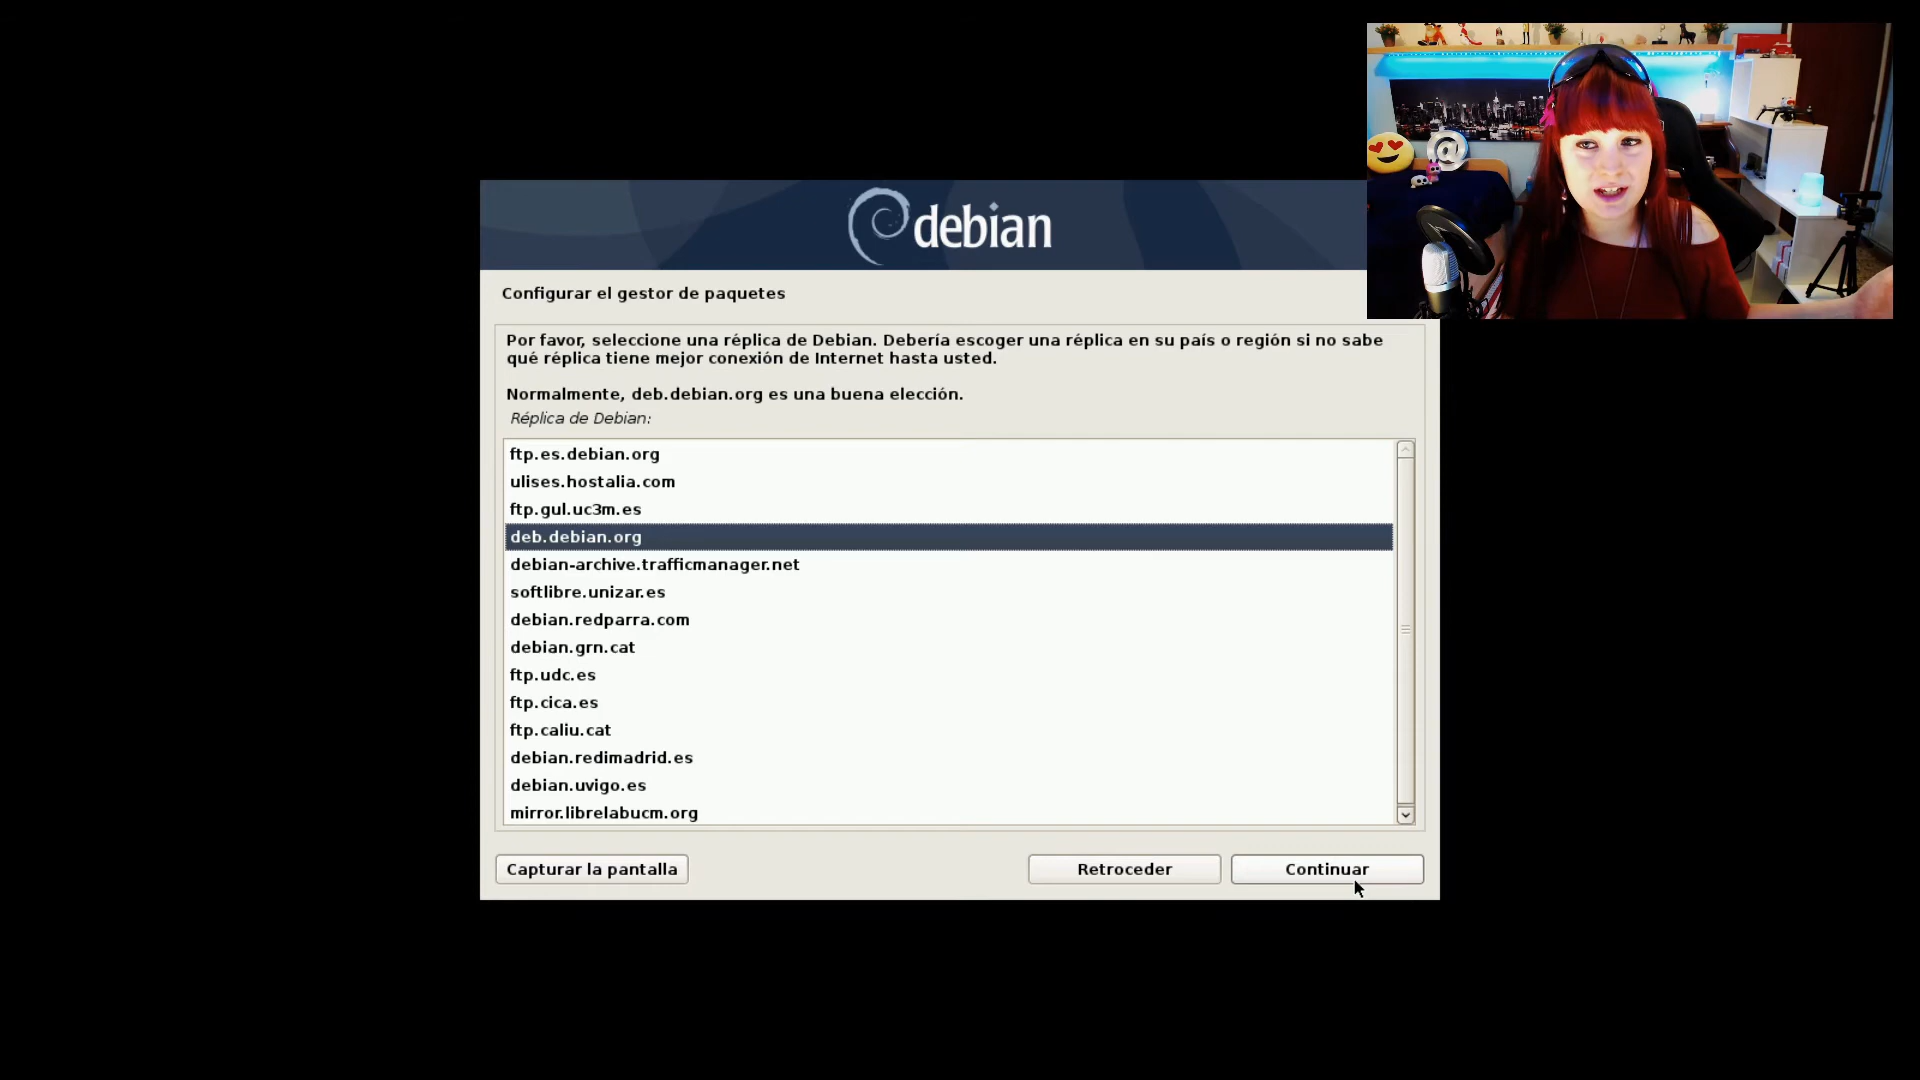 debian
Configurar el gestor de paquetes
Por favor, seleccione una réplica de Debian. Debería escoger una réplica en su país o región si no sabe
qué réplica tiene mejor conexión de Internet hasta usted.
Normalmente, deb.debian.org es una buena elección.
Réplica de Debian:
ftp.es.debian.org
ulises.hostalia.com
ftp.gul.uc3m.es
deb.debian.org
debian-archive.trafficmanager.net
softlibre.unizar.es
debian.redparra.com
debian.grn.cat
ftp.udc.es
ftp.cica.es
ftp.caliu.cat
debian.redimadrid.es
debian.uvigo.es
mirror.librelabucm.org
Capturar la pantalla
Retroceder
Continuar
@